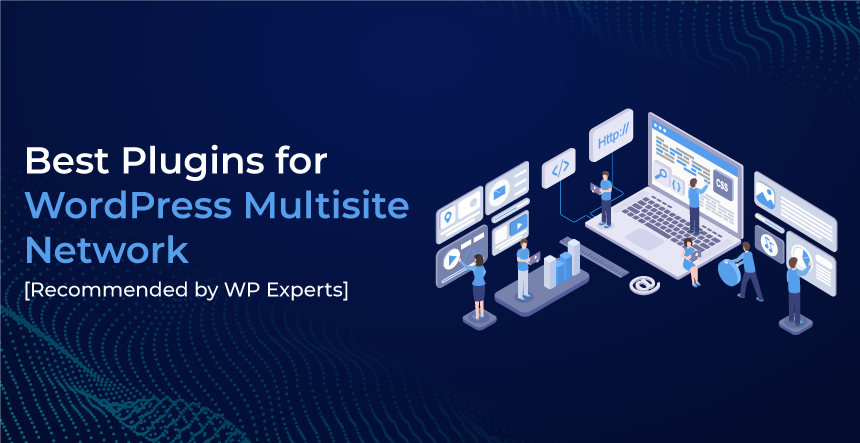 Best Plugins for
WordPress Multisite
Network
[Recommended by WP Experts]
Http://
</>
CSS
{}
@